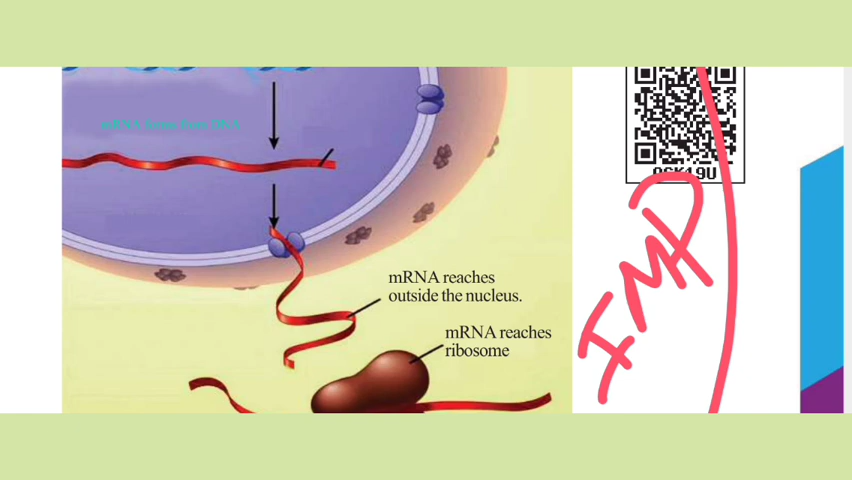 mRNA forms from DNA
mRNA reaches
outside the nucleus.
mRNA reaches
ribosome
IMP